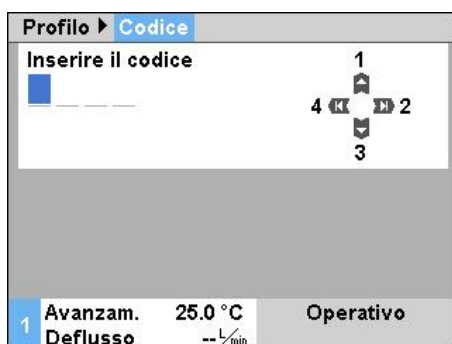 Profilo ▶ Codice
Inserire il codice
1
4 2
3
1 Avanzam. 25.0 °C Operativo
Deflusso -- L/min